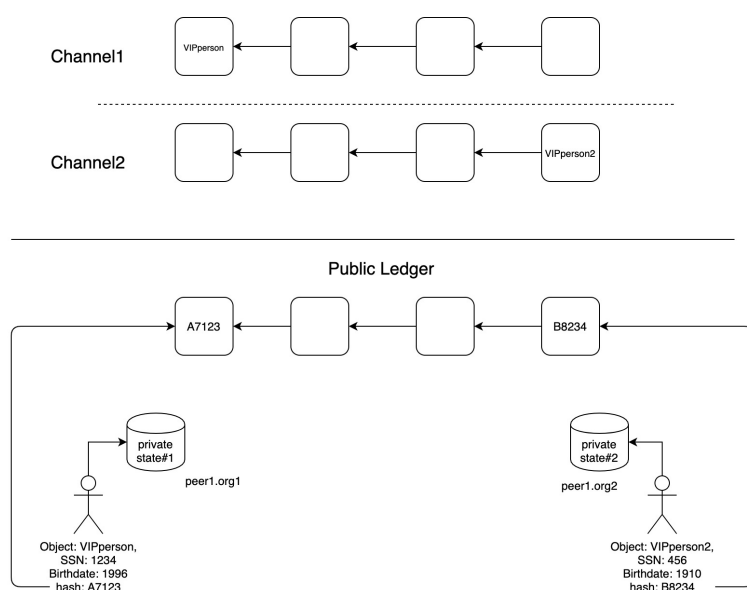 Channel1
VIPperson
Channel2
VIPperson2
Public Ledger
A7123
B8234
private
state#1
peer1.org1
private
state#2
peer1.org2
Object: VIPperson,
SSN: 1234
Birthdate: 1996
hash: A7123
Object: VIPperson2,
SSN: 456
Birthdate: 1910
hash: B8234